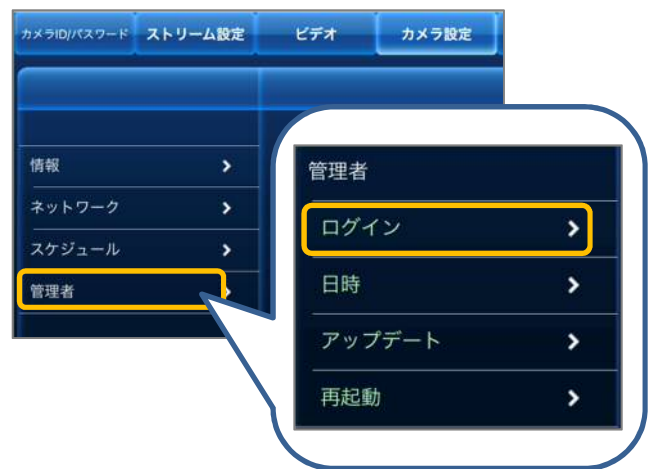 カメラID/パスワード ストリーム設定 ビデオ カメラ設定
情報
ネットワーク
スケジュール
管理者
管理者
ログイン
日時
アップデート
再起動